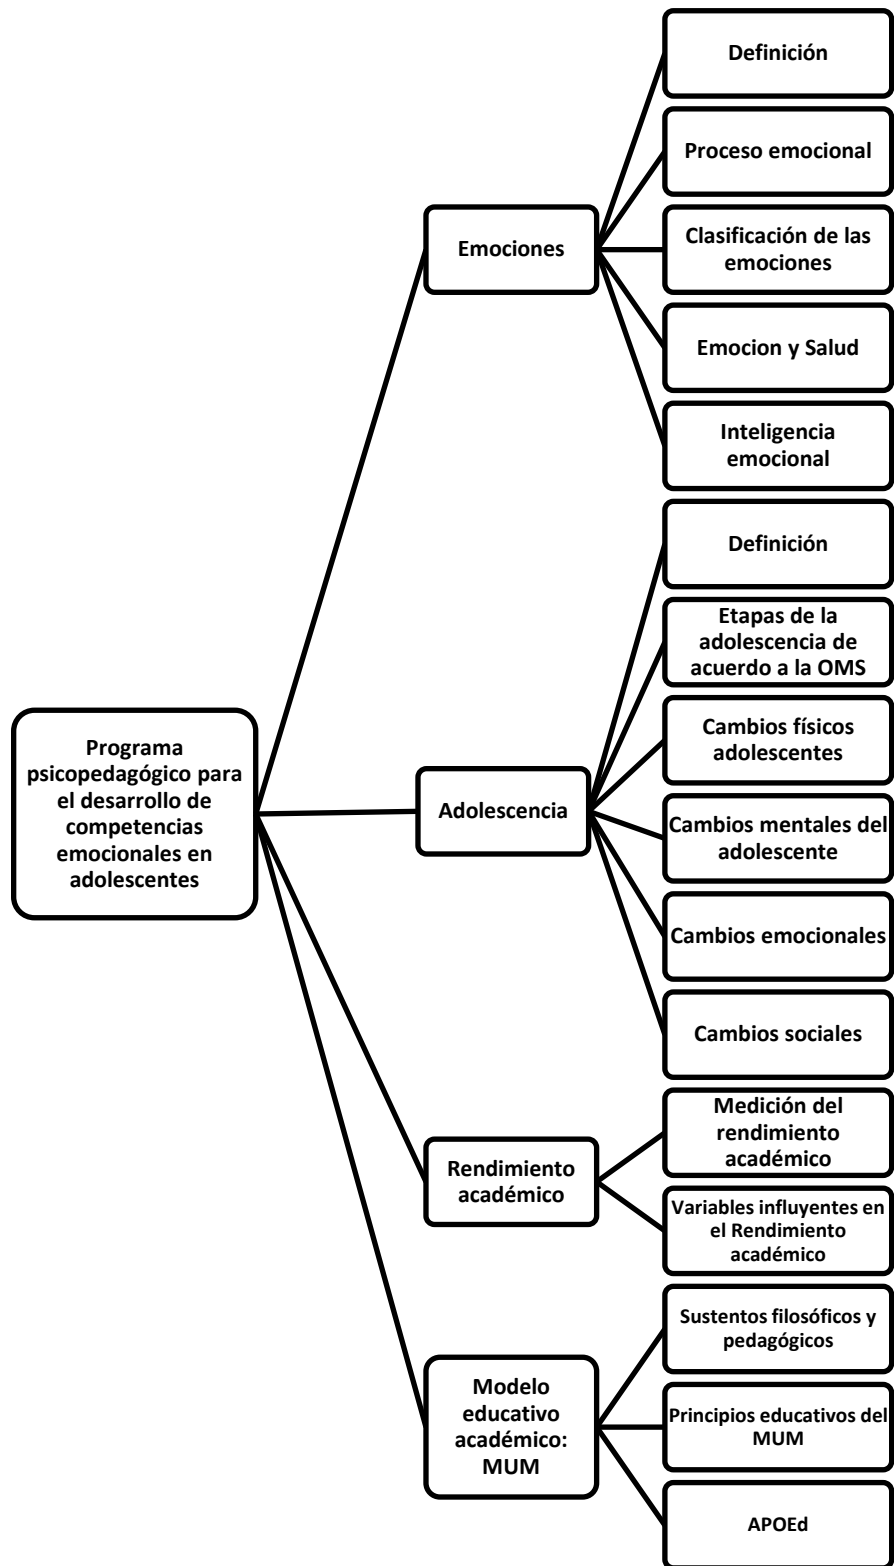 Programa
psicopedagógico para
el desarrollo de
competencias
emocionales en
adolescentes
Emociones
Definición
Proceso emocional
Clasificación de las
emociones
Emocion y Salud
Inteligencia
emocional
Adolescencia
Definición
Etapas de la
adolescencia de
acuerdo a la OMS
Cambios físicos
adolescentes
Cambios mentales del
adolescente
Cambios emocionales
Cambios sociales
Rendimiento
académico
Medición del
rendimiento
académico
Variables influyentes en
el Rendimiento
académico
Modelo
educativo
académico:
MUM
Sustentos filosóficos y
pedagógicos
Principios educativos del
MUM
APOEd